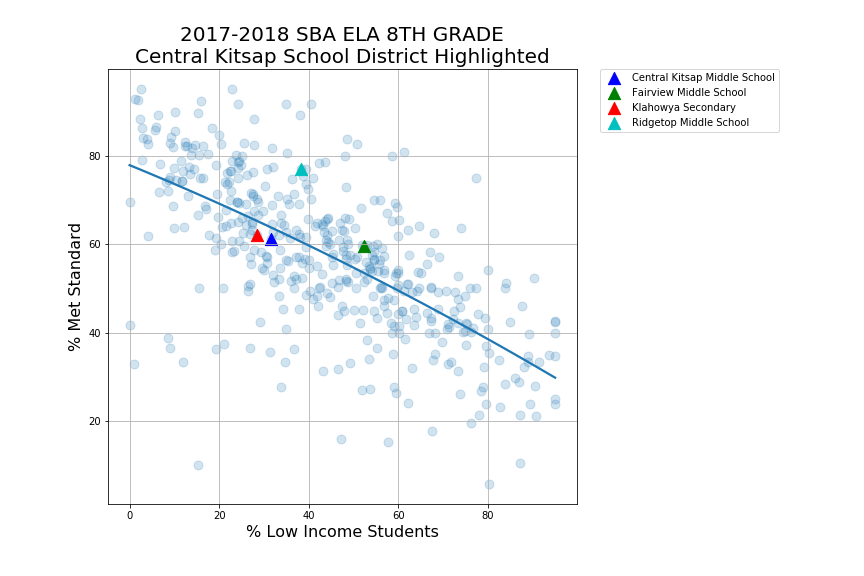 2017-2018 SBA ELA 8TH GRADE
Central Kitsap School District Highlighted
Central Kitsap Middle School
Fairview Middle School
Klahowya Secondary
Ridgetop Middle School
% Met Standard
80
60
40
20
0
20
40
60
80
% Low Income Students